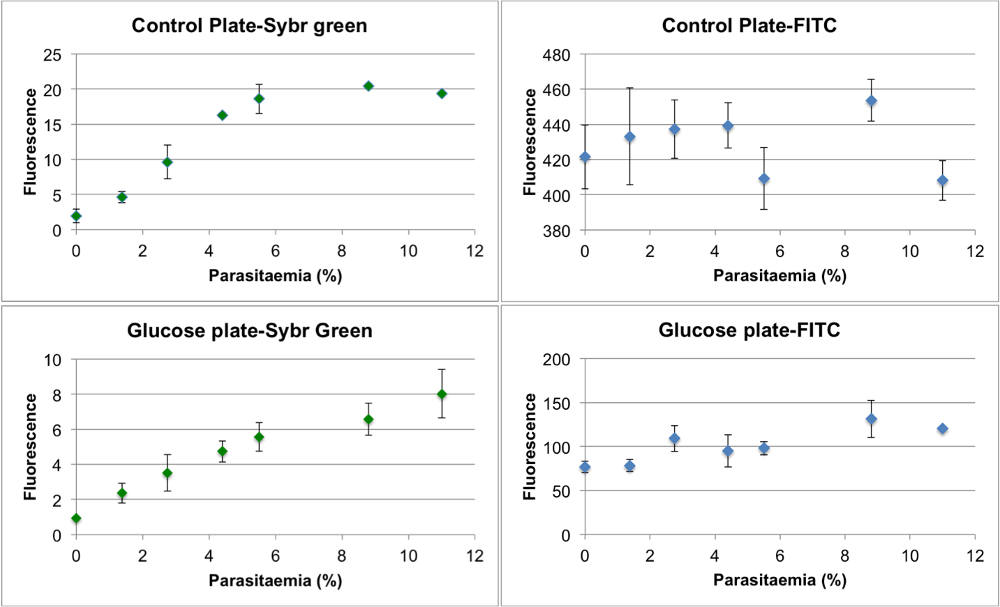 Control Plate-Sybr green
25
20
15
10
5
0
Fluorescence
0 2 4 6 8 10 12
Parasitaemia (%)
Control Plate-FITC
480
460
440
420
400
380
Fluorescence
0 2 4 6 8 10 12
Parasitaemia (%)
Glucose plate-Sybr Green
10
8
6
4
2
0
Fluorescence
0 2 4 6 8 10 12
Parasitaemia (%)
Glucose plate-FITC
200
150
100
50
0
Fluorescence
0 2 4 6 8 10 12
Parasitaemia (%)